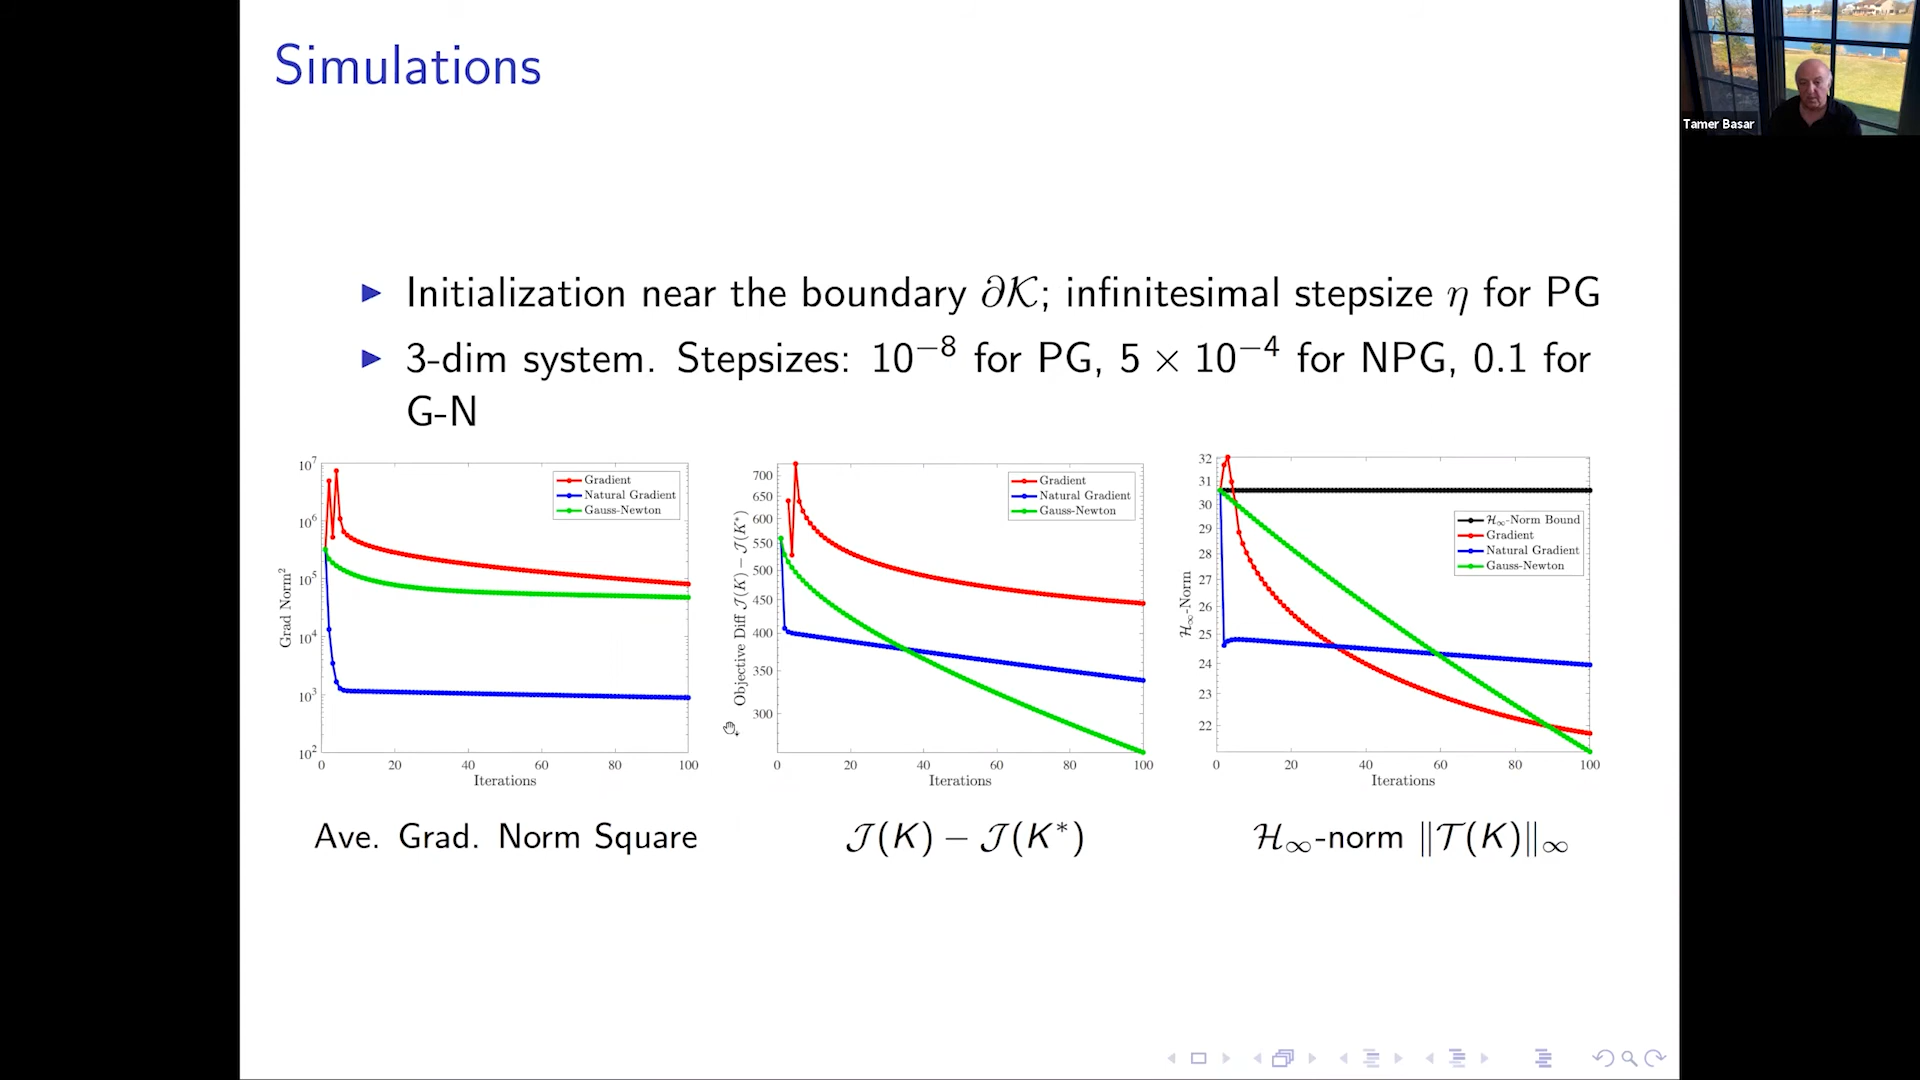 Simulations
Tamer Basar
▶ Initialization near the boundary ∂𝒦; infinitesimal stepsize η for PG
▶ 3-dim system. Stepsizes: 10⁻⁸ for PG, 5 × 10⁻⁴ for NPG, 0.1 for
G-N
Grad Norm²
10⁷
10⁶
10⁵
10⁴
10³
10²
Gradient
Natural Gradient
Gauss-Newton
0 20 40 60 80 100
Iterations
Ave. Grad. Norm Square
Objective Diff 𝒥(K) − 𝒥(K*)
700
650
600
550
500
450
400
350
300
Gradient
Natural Gradient
Gauss-Newton
0 20 40 60 80 100
Iterations
𝒥(K) − 𝒥(K*)
ℋ∞-Norm
32
31
30
29
28
27
26
25
24
23
22
ℋ∞-Norm Bound
Gradient
Natural Gradient
Gauss-Newton
0 20 40 60 80 100
Iterations
ℋ∞-norm ‖𝒯(K)‖∞